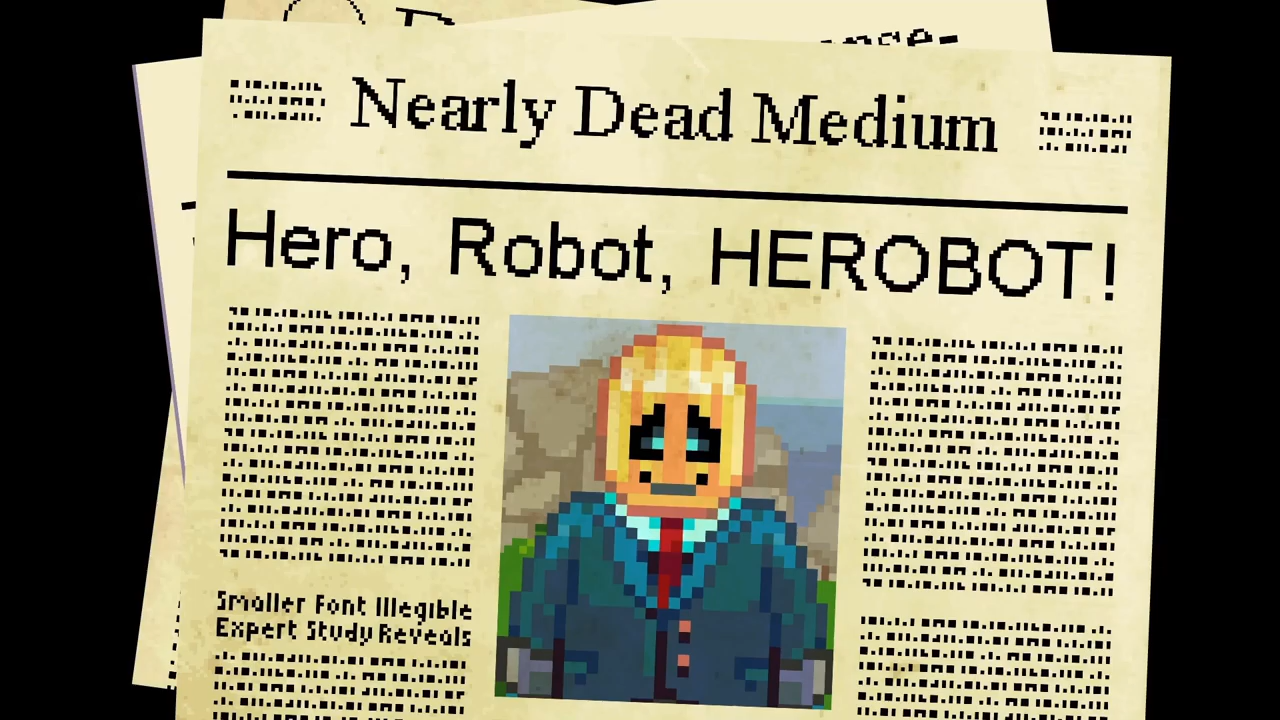 Nearly Dead Medium
Hero, Robot, HEROBOT!
Smaller Font Illegible
Expert Study Reveals